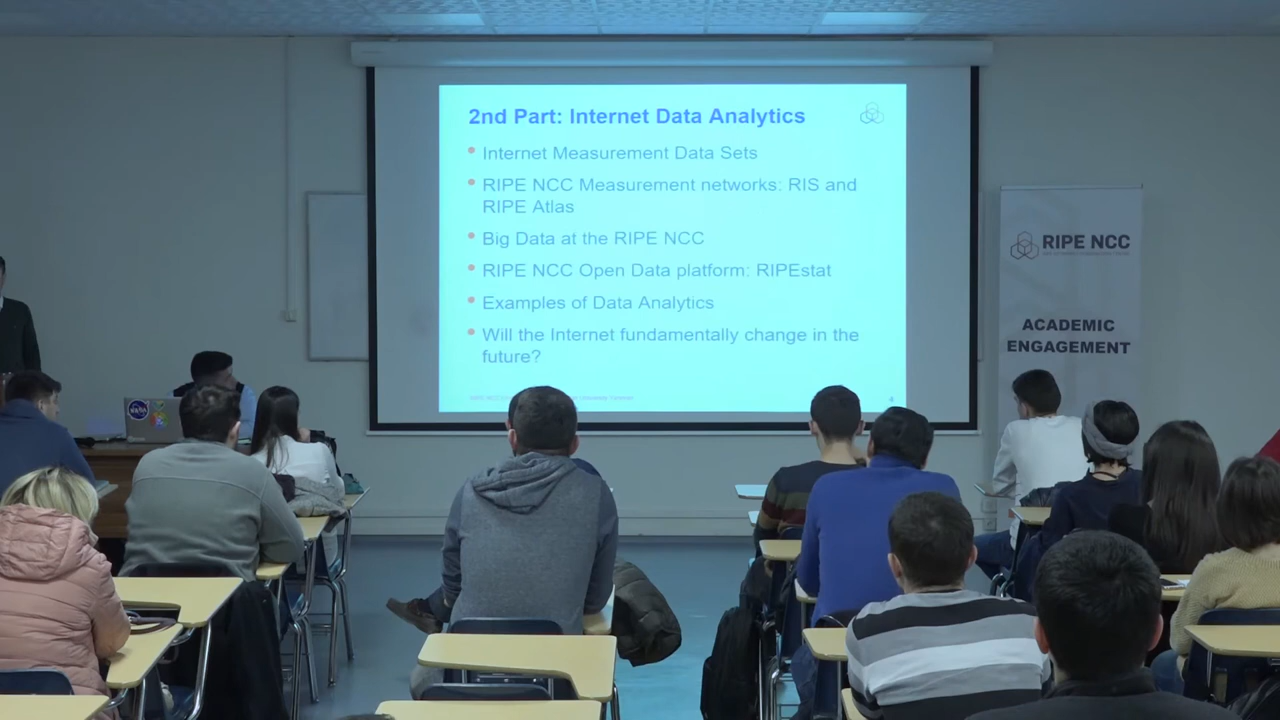 2nd Part: Internet Data Analytics
Internet Measurement Data Sets
RIPE NCC Measurement networks: RIS and
RIPE Atlas
Big Data at the RIPE NCC
RIPE NCC Open Data platform: RIPEstat
Examples of Data Analytics
Will the Internet fundamentally change in the
future?
4
RIPE NCC
ACADEMIC
ENGAGEMENT
NASA